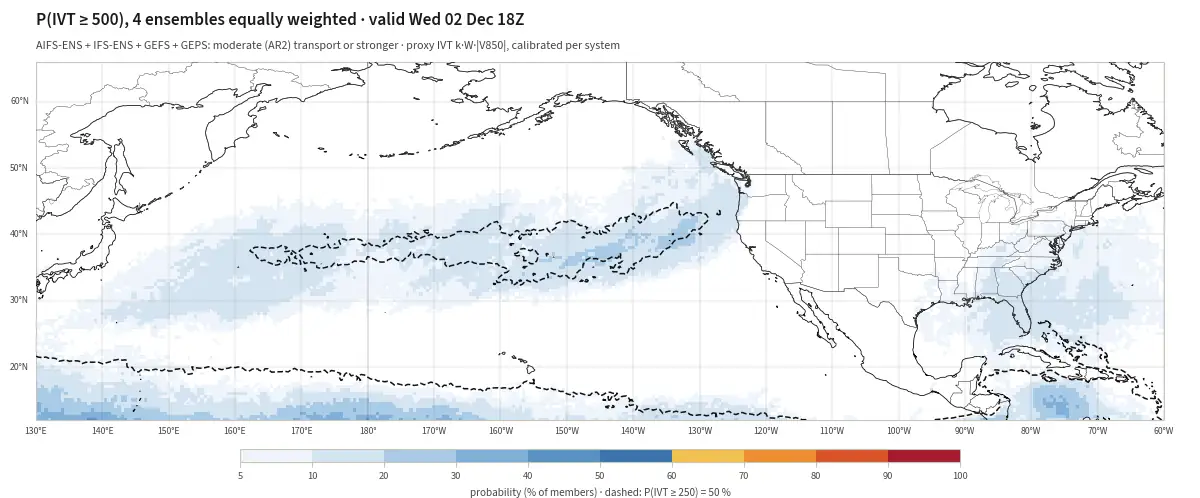 P(IVT ≥ 500), 4 ensembles equally weighted · valid Wed 02 Dec 18Z
AIFS-ENS + IFS-ENS + GEFS + GEPS: moderate (AR2) transport or stronger · proxy IVT k·W·|V850|, calibrated per system
60°N
50°N
40°N
30°N
20°N
130°E 140°E 150°E 160°E 170°E 180° 170°W 160°W 150°W 140°W 130°W 120°W 110°W 100°W 90°W 80°W 70°W 60°W
5 10 20 30 40 50 60 70 80 90 100
probability (% of members) · dashed: P(IVT ≥ 250) = 50 %